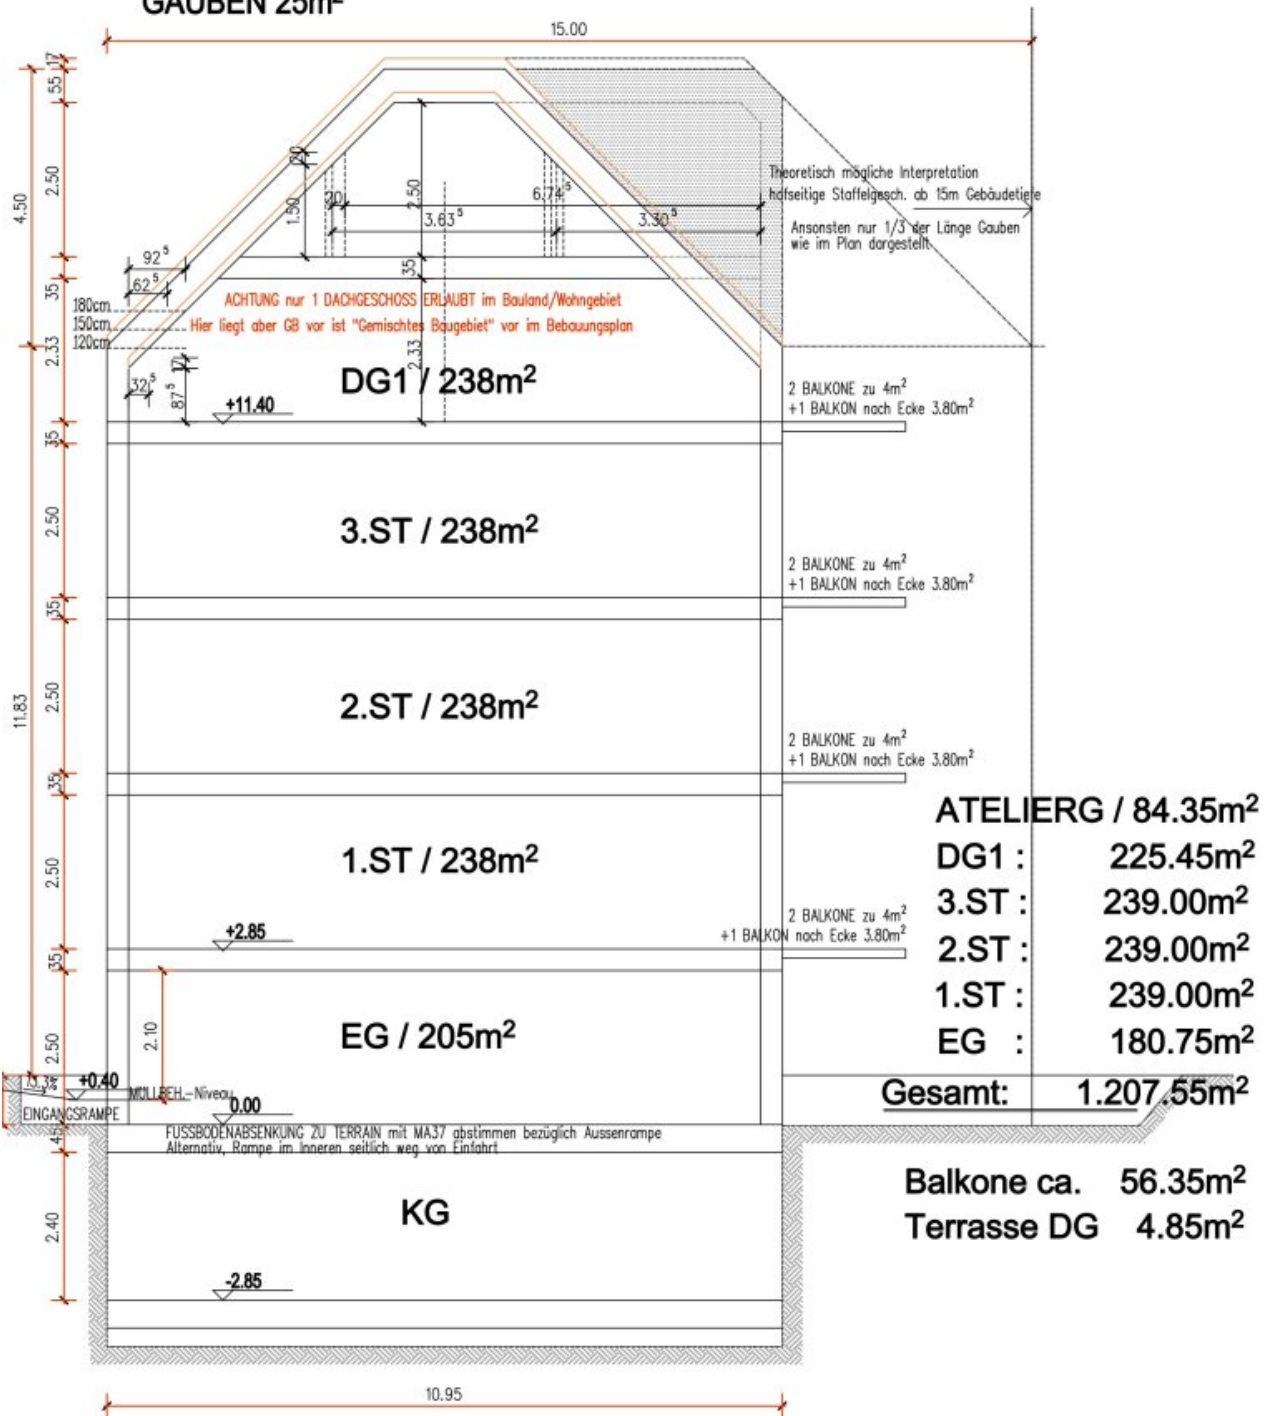 GAUBEN 25m²
15.00
17
55
2.50
4.50
20
1.50
20
2.50
6.74⁵
3.63⁵
3.30⁵
Theoretisch mögliche Interpretation
hofseitige Staffelgesch. ab 15m Gebäudetiefe
Ansonsten nur 1/3 der Länge Gauben
wie im Plan dargestellt
92⁵
62⁵
35
35
180cm
150cm
120cm
ACHTUNG nur 1 DACHGESCHOSS ERLAUBT im Bauland/Wohngebiet
Hier liegt aber GB vor ist "Gemischtes Baugebiet" vor im Bebauungsplan
2.33
2.33
17
32⁵
87⁵
DG1 / 238m²
+11.40
2 BALKONE zu 4m²
+1 BALKON nach Ecke 3.80m²
35
2.50
3.ST / 238m²
2 BALKONE zu 4m²
+1 BALKON nach Ecke 3.80m²
35
11.83
2.50
2.ST / 238m²
2 BALKONE zu 4m²
+1 BALKON nach Ecke 3.80m²
35
2.50
1.ST / 238m²
2 BALKONE zu 4m²
+1 BALKON nach Ecke 3.80m²
+2.85
35
2.50
2.10
EG / 205m²
ATELIERG / 84.35m²
DG1 : 225.45m²
3.ST : 239.00m²
2.ST : 239.00m²
1.ST : 239.00m²
EG : 180.75m²
Gesamt: 1.207.55m²
+0.40
MÜLLBEH.-Niveau
0.00
EINGANGSRAMPE
45
FUSSBODENABSENKUNG ZU TERRAIN mit MA37 abstimmen bezüglich Aussenrampe
Alternativ, Rampe im Inneren seitlich weg von Einfahrt
Balkone ca. 56.35m²
Terrasse DG 4.85m²
KG
2.40
-2.85
10.95